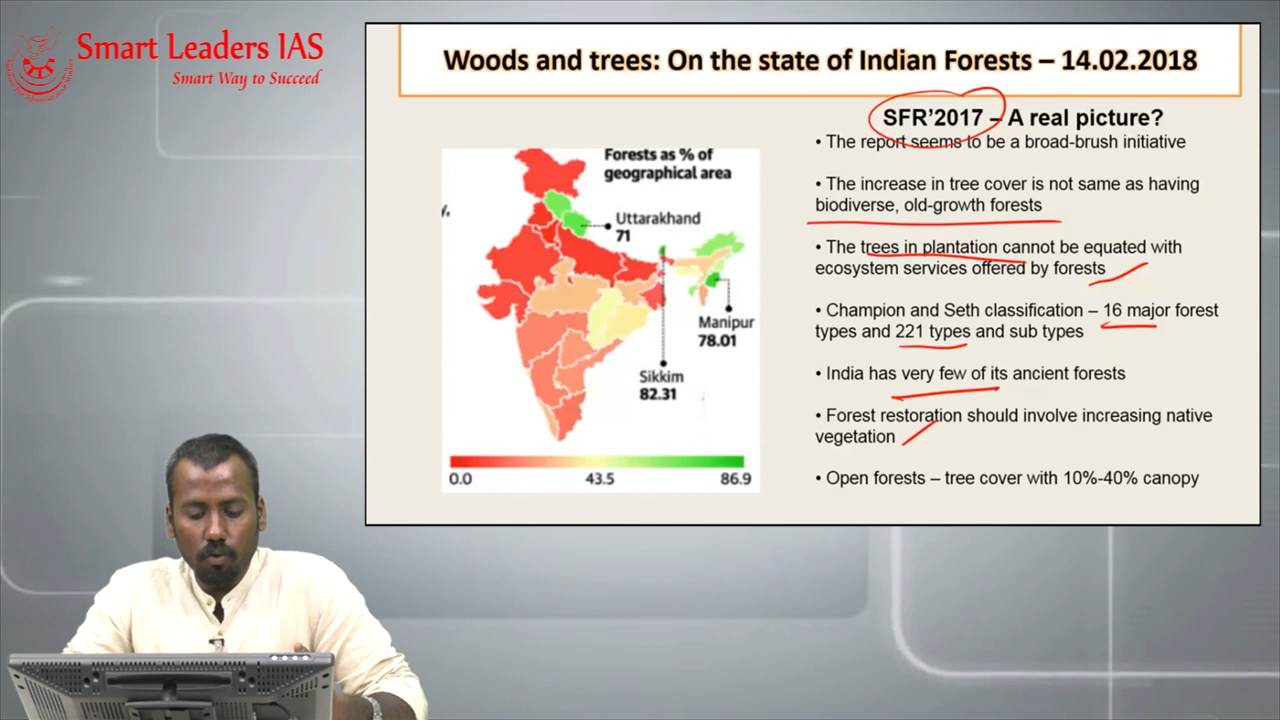 Smart Leaders IAS
Smart Way to Succeed
Woods and trees: On the state of Indian Forests – 14.02.2018
SFR’2017 – A real picture?
• The report seems to be a broad-brush initiative
• The increase in tree cover is not same as having
biodiverse, old-growth forests
• The trees in plantation cannot be equated with
ecosystem services offered by forests
• Champion and Seth classification – 16 major forest
types and 221 types and sub types
• India has very few of its ancient forests
• Forest restoration should involve increasing native
vegetation
• Open forests – tree cover with 10%-40% canopy
Forests as % of
geographical area
Uttarakhand
71
Manipur
78.01
Sikkim
82.31
0.0 43.5 86.9